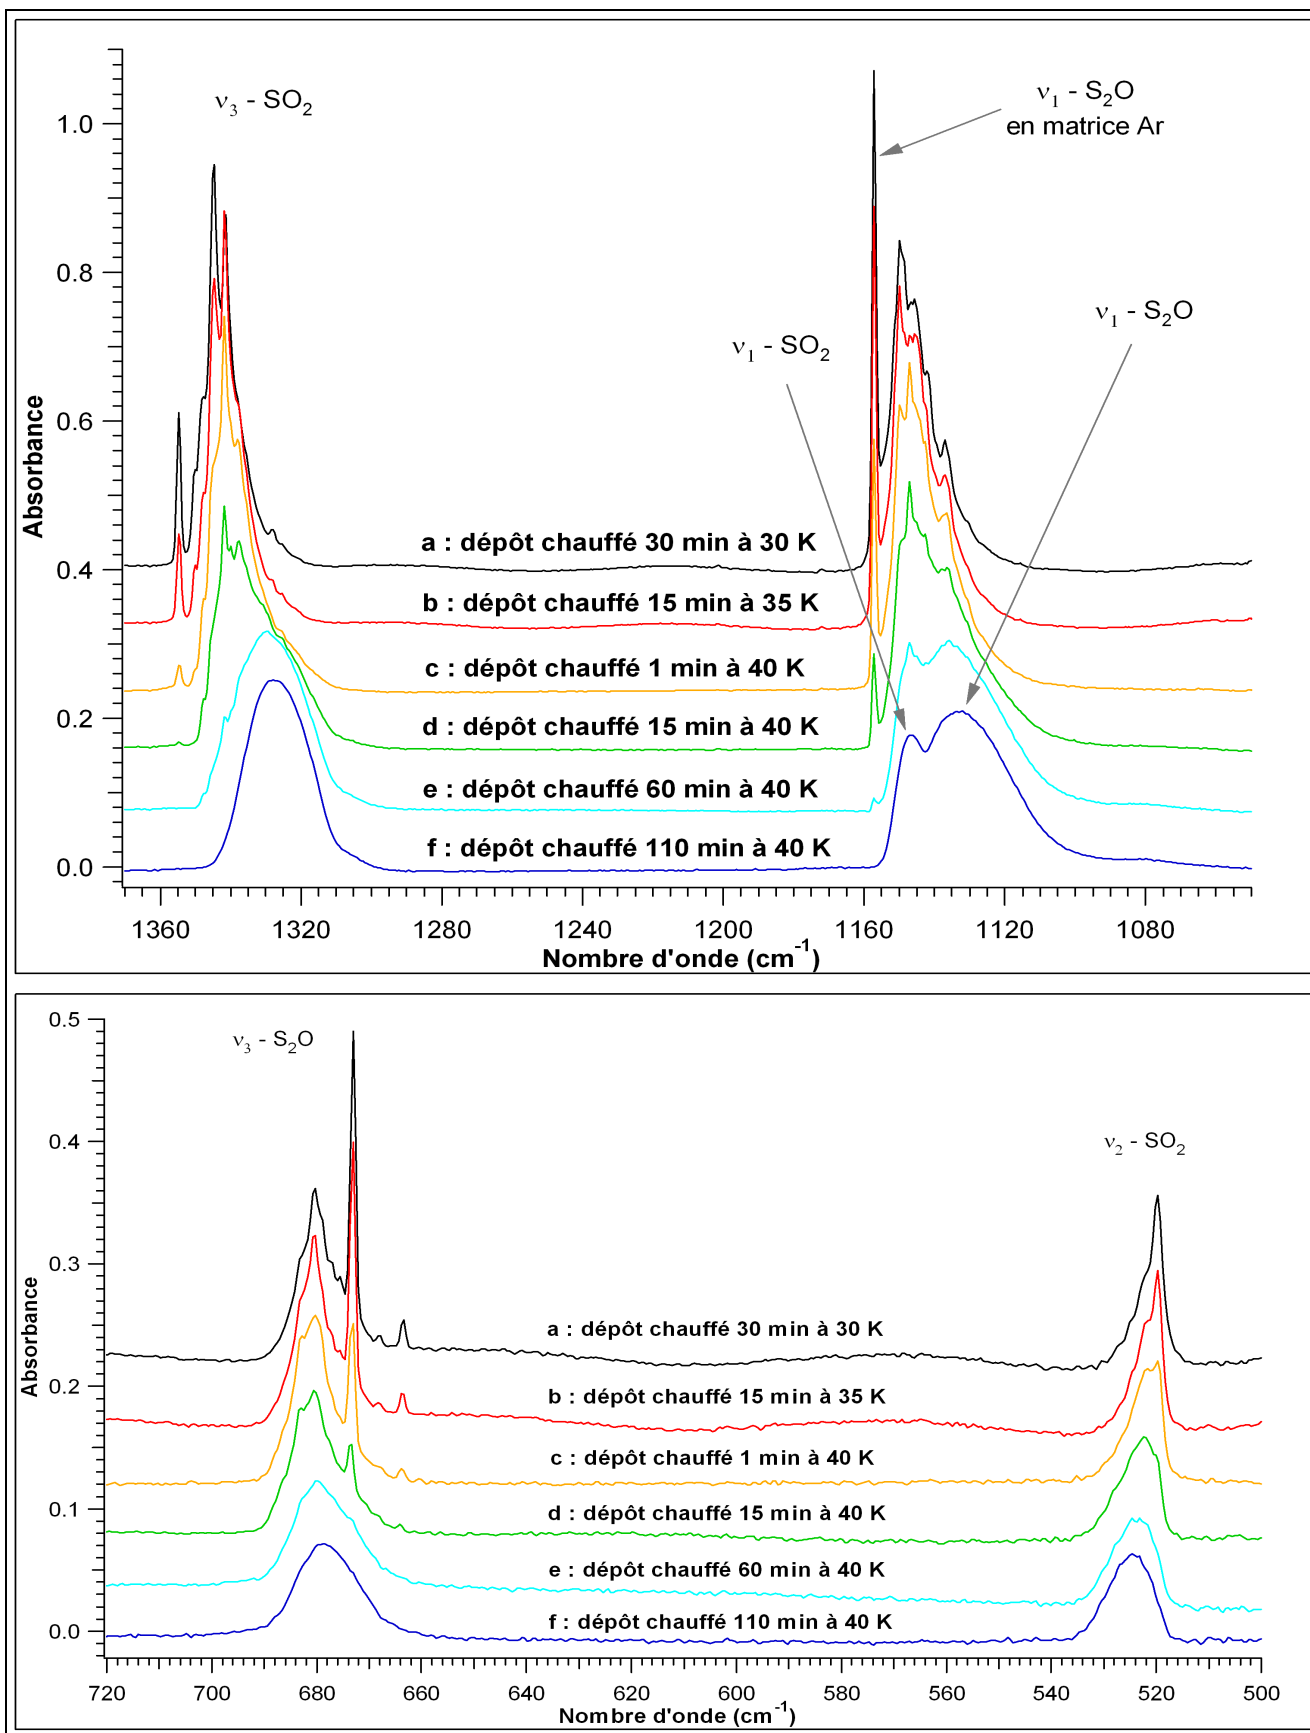 ν3 - SO2
ν1 - S2O
en matrice Ar
ν1 - S2O
ν1 - SO2
Absorbance
1.0
0.8
0.6
0.4
0.2
0.0
a : dépôt chauffé 30 min à 30 K
b : dépôt chauffé 15 min à 35 K
c : dépôt chauffé 1 min à 40 K
d : dépôt chauffé 15 min à 40 K
e : dépôt chauffé 60 min à 40 K
f : dépôt chauffé 110 min à 40 K
1360 1320 1280 1240 1200 1160 1120 1080
Nombre d'onde (cm-1)
ν3 - S2O
ν2 - SO2
Absorbance
0.5
0.4
0.3
0.2
0.1
0.0
a : dépôt chauffé 30 min à 30 K
b : dépôt chauffé 15 min à 35 K
c : dépôt chauffé 1 min à 40 K
d : dépôt chauffé 15 min à 40 K
e : dépôt chauffé 60 min à 40 K
f : dépôt chauffé 110 min à 40 K
720 700 680 660 640 620 600 580 560 540 520 500
Nombre d'onde (cm-1)